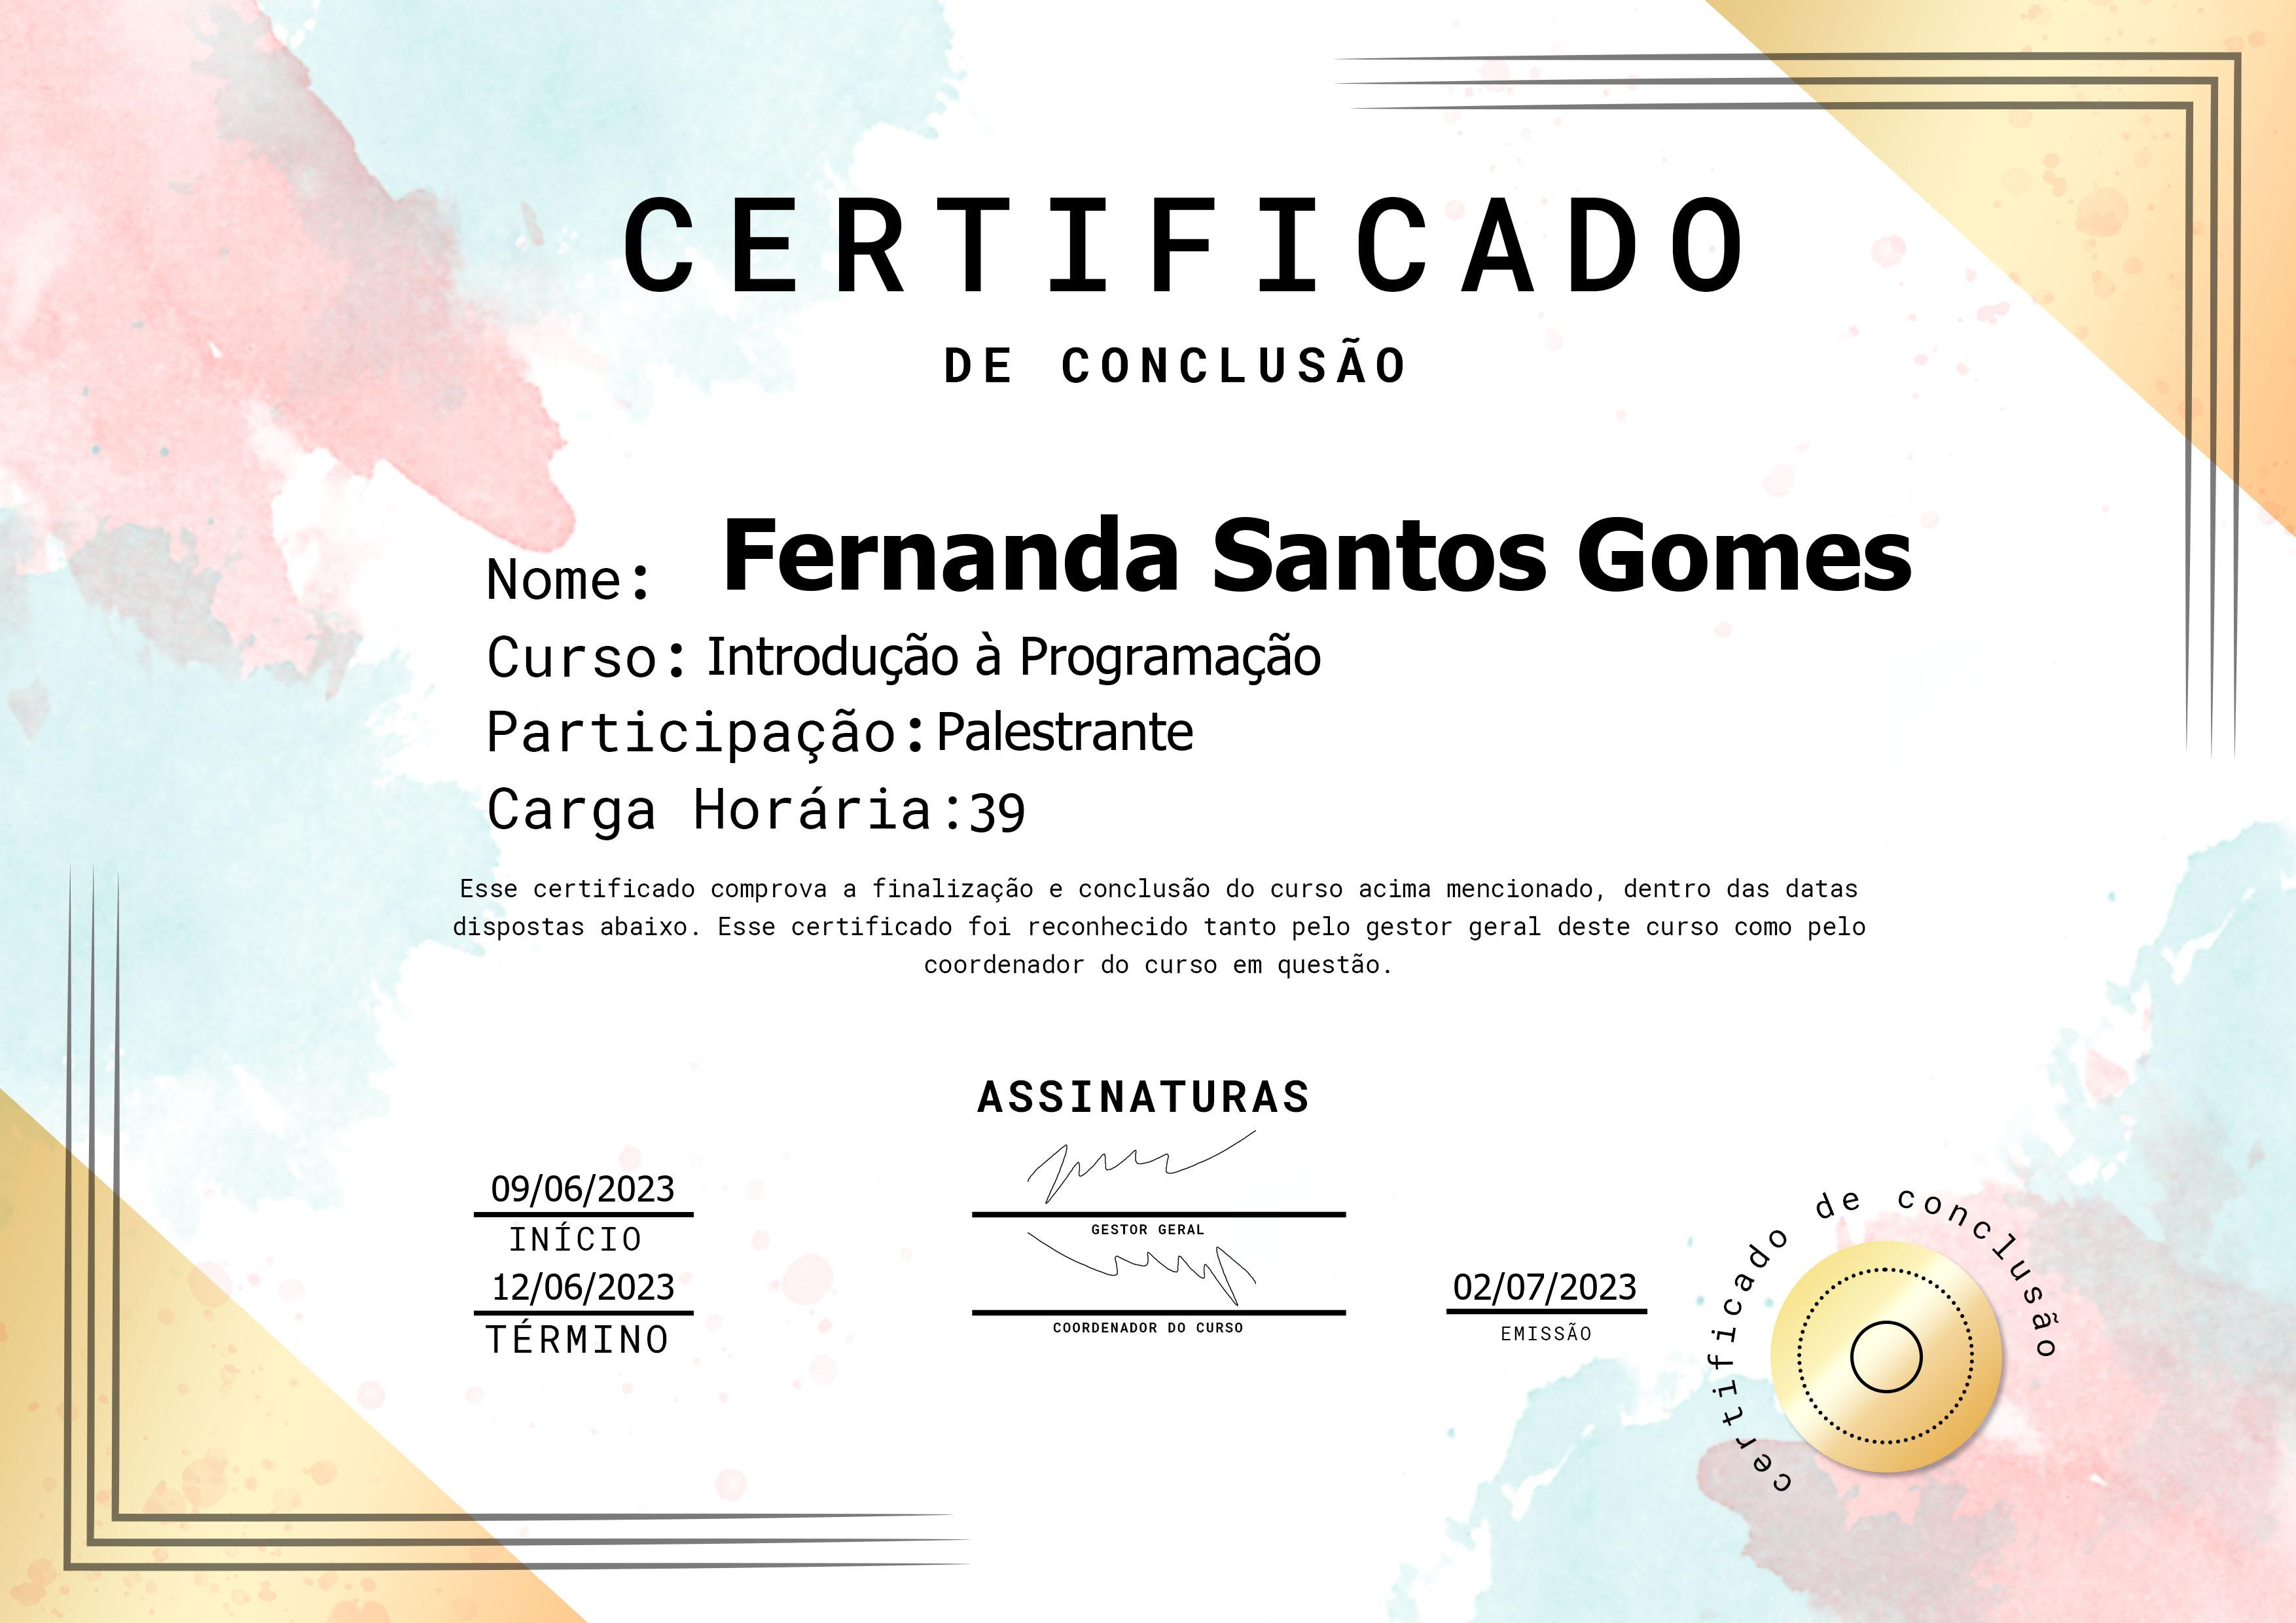 CERTIFICADO
DE CONCLUSÃO
Nome: Fernanda Santos Gomes
Curso: Introdução à Programação
Participação: Palestrante
Carga Horária:39
Esse certificado comprova a finalização e conclusão do curso acima mencionado, dentro das datas
dispostas abaixo. Esse certificado foi reconhecido tanto pelo gestor geral deste curso como pelo
coordenador do curso em questão.
ASSINATURAS
09/06/2023
INÍCIO
12/06/2023
TÉRMINO
GESTOR GERAL
COORDENADOR DO CURSO
02/07/2023
EMISSÃO
certificado de conclusão